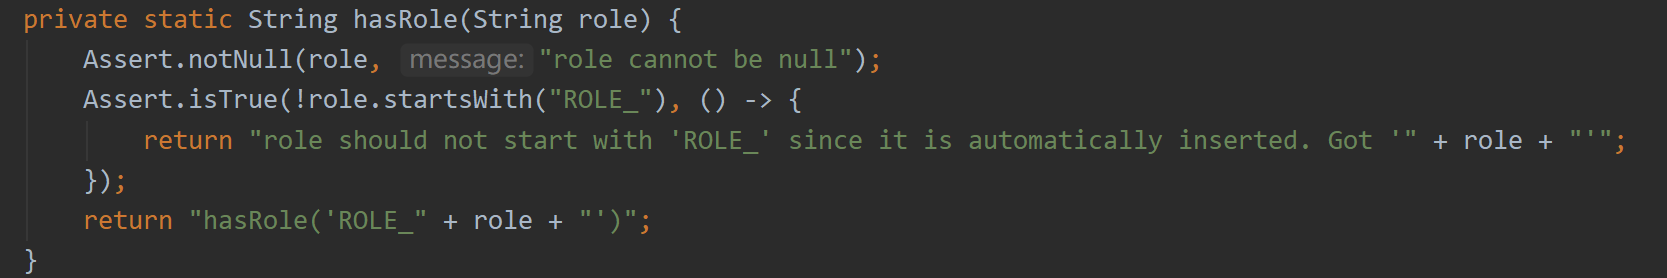 private static String hasRole(String role) {
    Assert.notNull(role, message: "role cannot be null");
    Assert.isTrue(!role.startsWith("ROLE_"), () -> {
        return "role should not start with 'ROLE_' since it is automatically inserted. Got '" + role + "'";
    });
    return "hasRole('ROLE_" + role + "')";
}